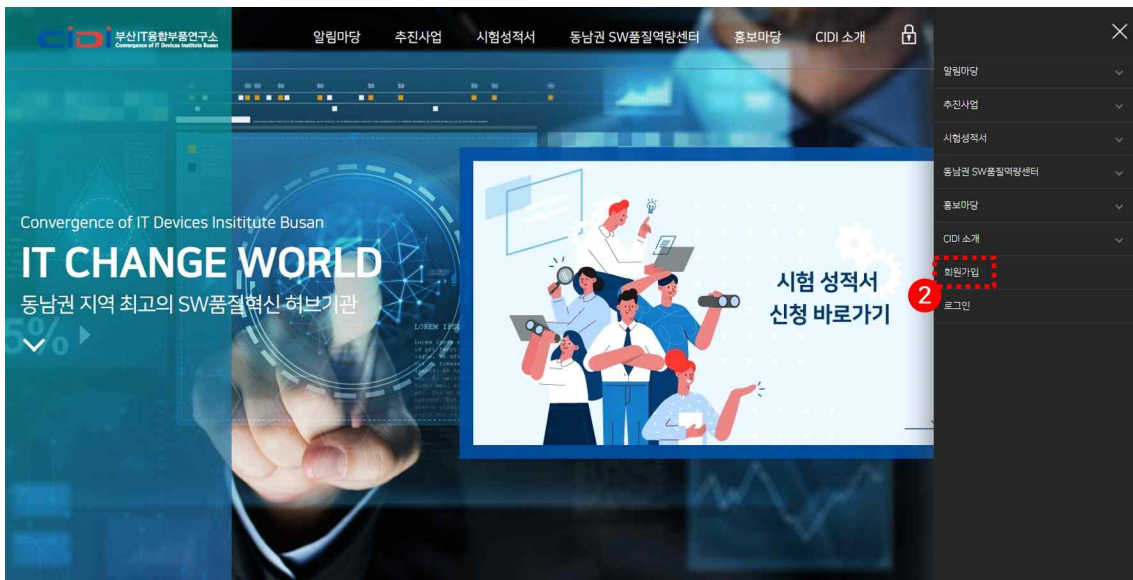 CIDI 부산IT융합부품연구소
Convergence of IT Devices Institute Busan
알림마당 추진사업 시험성적서 동남권 SW품질역량센터 홍보마당 CIDI 소개
알림마당
추진사업
시험성적서
동남권 SW품질역량센터
홍보마당
CIDI 소개
회원가입
2
로그인
Convergence of IT Devices Insititute Busan
IT CHANGE WORLD
동남권 지역 최고의 SW품질혁신 허브기관
5%
시험 성적서
신청 바로가기